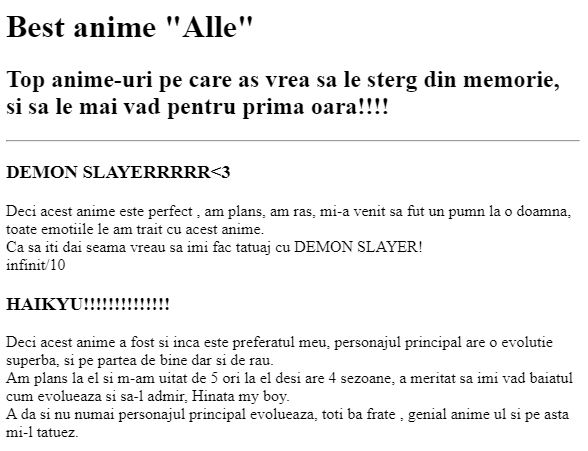 Best anime "Alle"
Top anime-uri pe care as vrea sa le sterg din memorie,
si sa le mai vad pentru prima oara!!!!
DEMON SLAYERRRRR<3
Deci acest anime este perfect , am plans, am ras, mi-a venit sa fut un pumn la o doamna,
toate emotiile le am trait cu acest anime.
Ca sa iti dai seama vreau sa imi fac tatuaj cu DEMON SLAYER!
infinit/10
HAIKYU!!!!!!!!!!!!!!
Deci acest anime a fost si inca este preferatul meu, personajul principal are o evolutie
superba, si pe partea de bine dar si de rau.
Am plans la el si m-am uitat de 5 ori la el desi are 4 sezoane, a meritat sa imi vad baiatul
cum evolueaza si sa-l admir, Hinata my boy.
A da si nu numai personajul principal evolueaza, toti ba frate , genial anime ul si pe asta
mi-l tatuez.